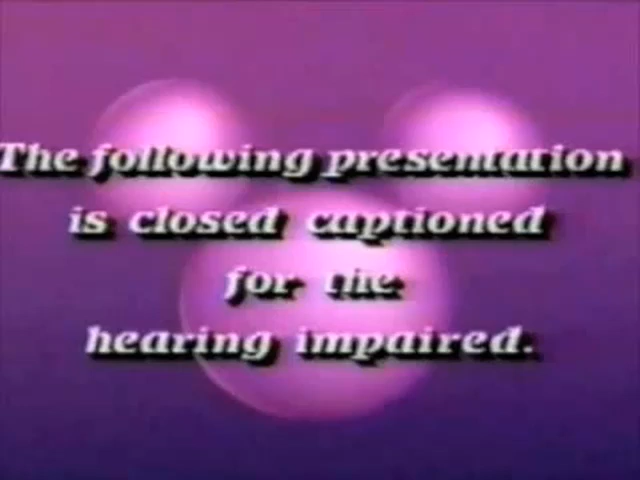 The following presentation
is closed captioned
for the
hearing impaired.